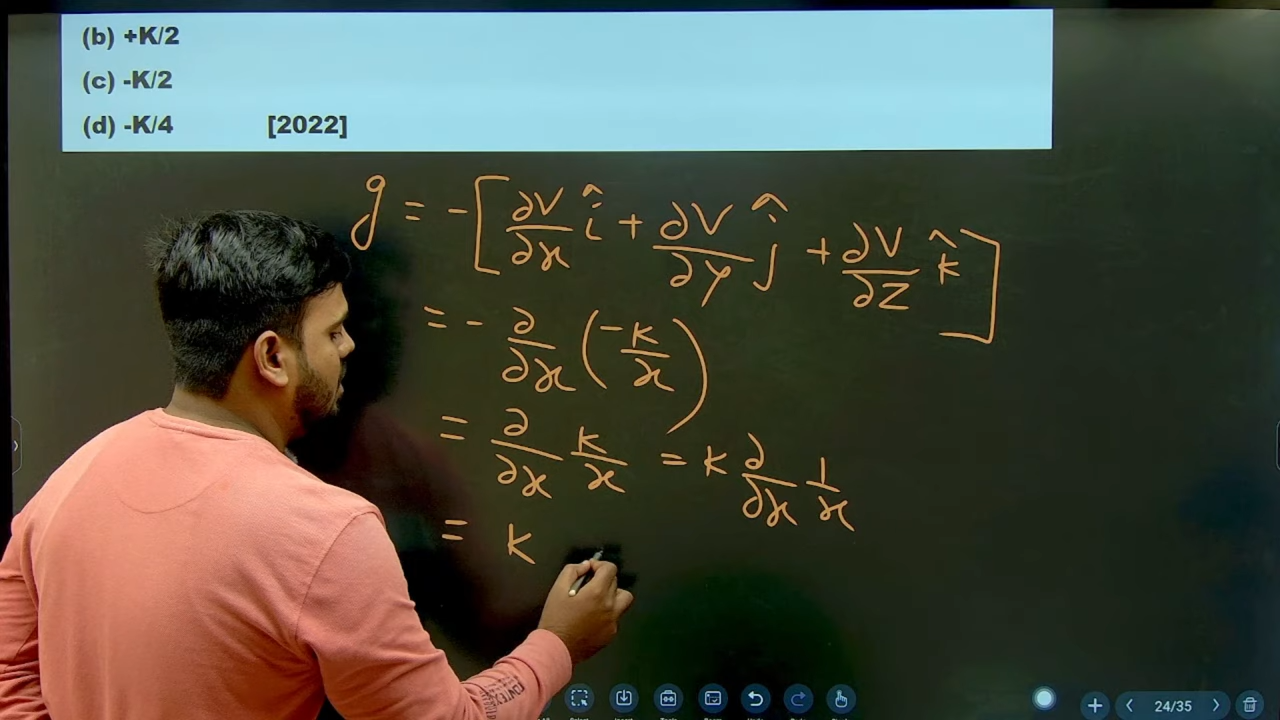 (b) +K/2
(c) -K/2
(d) -K/4 [2022]
g = -[∂V/∂x î + ∂V/∂y ĵ + ∂V/∂z k̂]
= - ∂/∂x (-K/x)
= ∂/∂x K/x = K ∂/∂x 1/x
= K
24/35